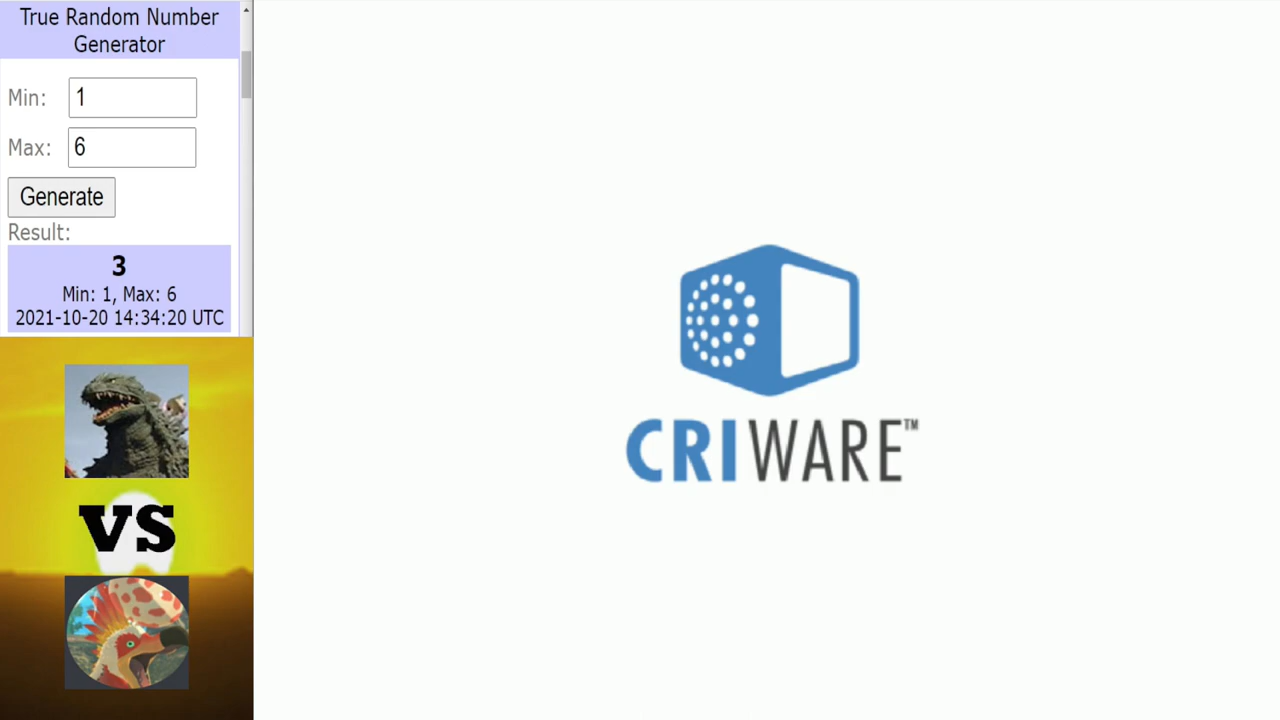 True Random Number
Generator
Min: 1
Max: 6
Generate
Result:
3
Min: 1, Max: 6
2021-10-20 14:34:20 UTC
VS
CRIWARE™